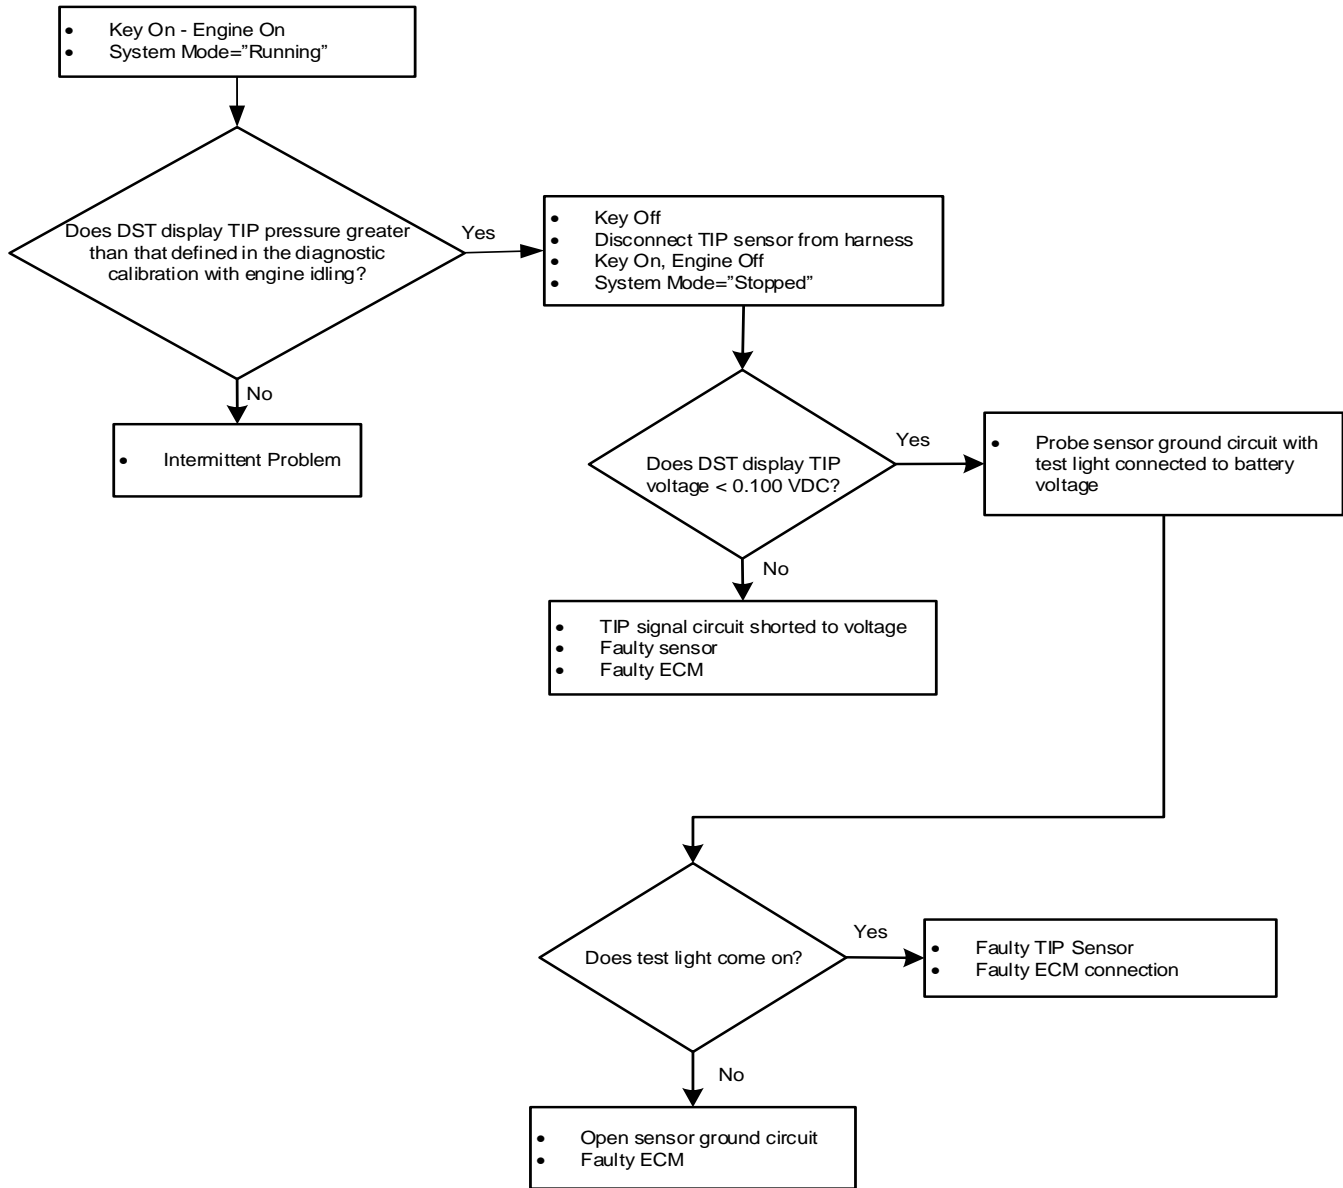 • Key On - Engine On
• System Mode=”Running”
Does DST display TIP pressure greater
than that defined in the diagnostic
calibration with engine idling?
Yes
• Key Off
• Disconnect TIP sensor from harness
• Key On, Engine Off
• System Mode=”Stopped”
No
• Intermittent Problem
Does DST display TIP
voltage < 0.100 VDC?
Yes
• Probe sensor ground circuit with
test light connected to battery
voltage
No
• TIP signal circuit shorted to voltage
• Faulty sensor
• Faulty ECM
Does test light come on?
Yes
• Faulty TIP Sensor
• Faulty ECM connection
No
• Open sensor ground circuit
• Faulty ECM